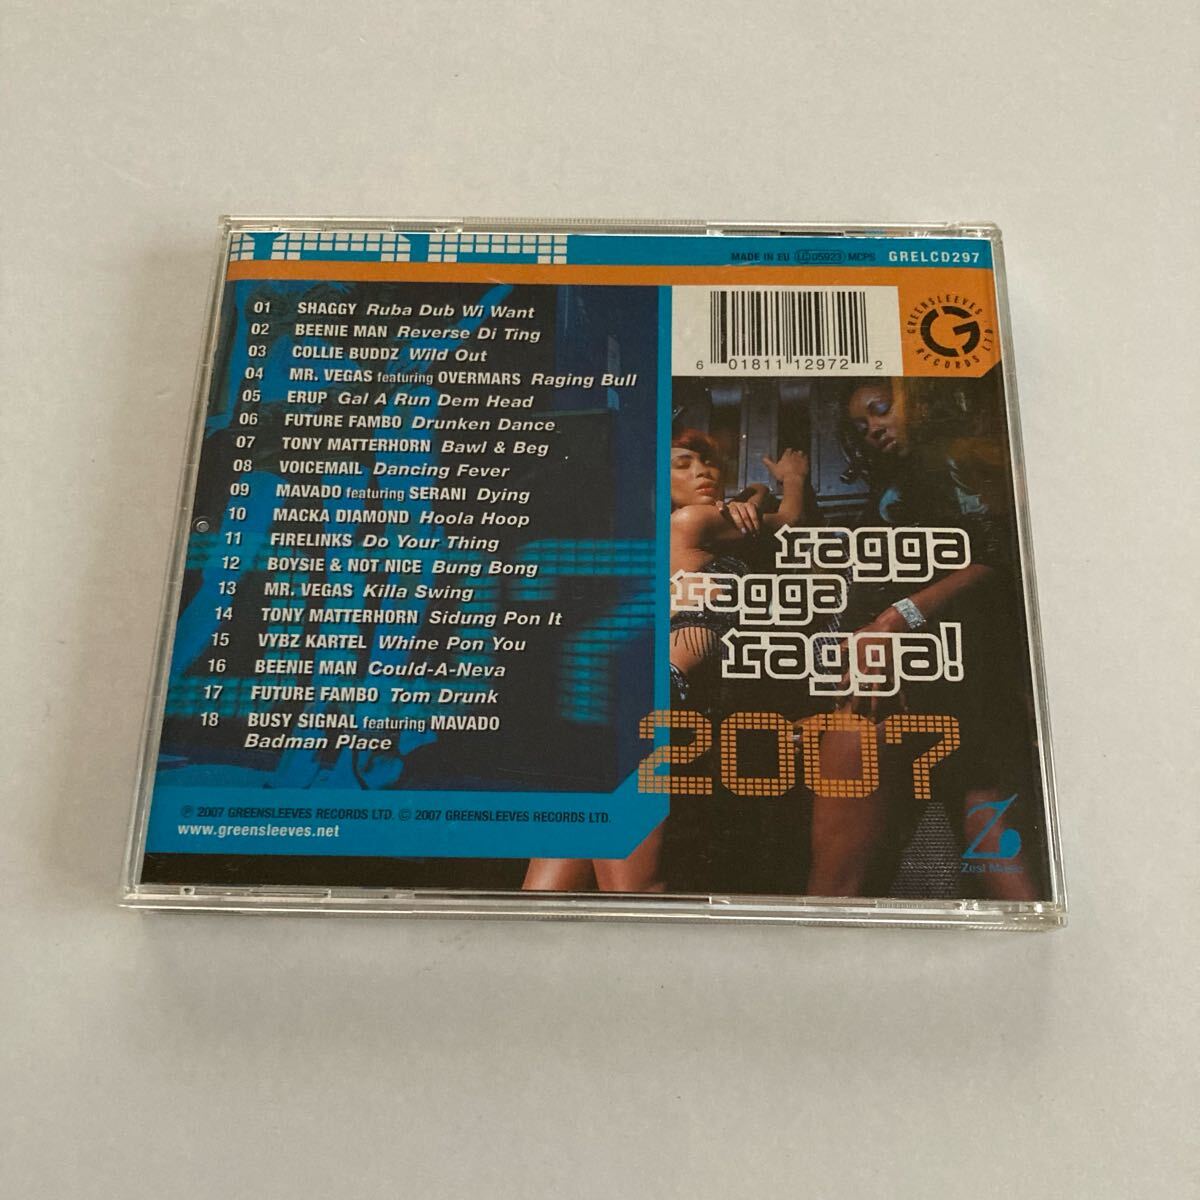 MADE IN EU LC 05923 MCPS GRELCD297
01 SHAGGY Ruba Dub Wi Want
02 BEENIE MAN Reverse Di Ting
03 COLLIE BUDDZ Wild Out
04 MR. VEGAS featuring OVERMARS Raging Bull
05 ERUP Gal A Run Dem Head
06 FUTURE FAMBO Drunken Dance
07 TONY MATTERHORN Bawl & Beg
08 VOICEMAIL Dancing Fever
09 MAVADO featuring SERANI Dying
10 MACKA DIAMOND Hoola Hoop
11 FIRELINKS Do Your Thing
12 BOYSIE & NOT NICE Bung Bong
13 MR. VEGAS Killa Swing
14 TONY MATTERHORN Sidung Pon It
15 VYBZ KARTEL Whine Pon You
16 BEENIE MAN Could-A-Neva
17 FUTURE FAMBO Tom Drunk
18 BUSY SIGNAL featuring MAVADO
Badman Place
℗ 2007 GREENSLEEVES RECORDS LTD. © 2007 GREENSLEEVES RECORDS LTD.
www.greensleeves.net
6 01811 12972 2
GREENSLEEVES RECORDS LTD
G
ragga
ragga
ragga!
2007
Z
Zest Music